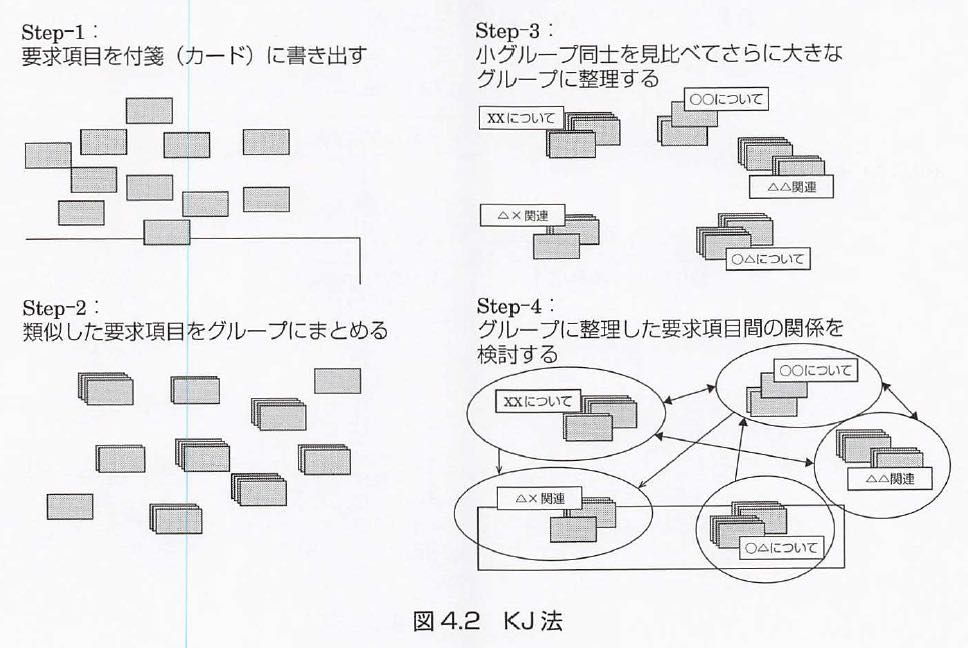 Step-1：
要求項目を付箋（カード）に書き出す
Step-2：
類似した要求項目をグループにまとめる
Step-3：
小グループ同士を見比べてさらに大きな
グループに整理する
XXについて
○○について
△△関連
△×関連
○△について
Step-4：
グループに整理した要求項目間の関係を
検討する
○○について
XXについて
△△関連
△×関連
○△について
図4.2　KJ法